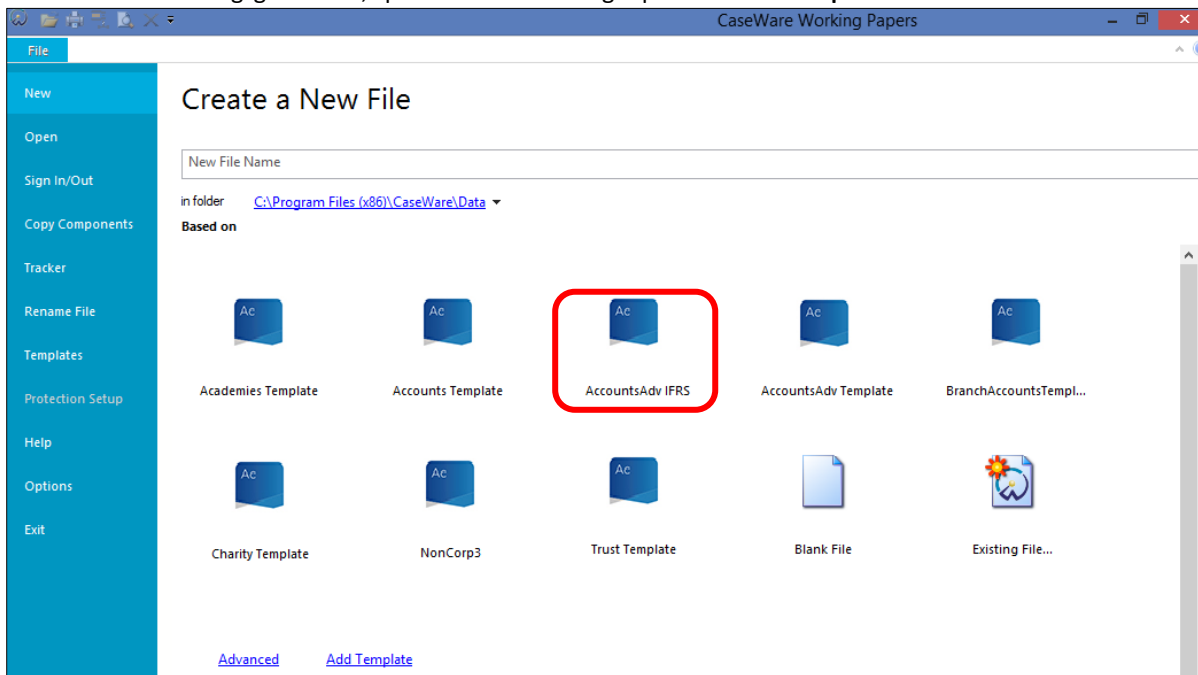 CaseWare Working Papers
File
New
Create a New File
Open
New File Name
Sign In/Out
in folder C:\Program Files (x86)\CaseWare\Data
Copy Components
Based on
Tracker
Rename File
Ac Ac Ac Ac Ac
Templates
Academies Template Accounts Template AccountsAdv IFRS AccountsAdv Template BranchAccountsTempl...
Protection Setup
Help
Ac Ac Ac
Options
Exit
Charity Template NonCorp3 Trust Template Blank File Existing File...
Advanced Add Template